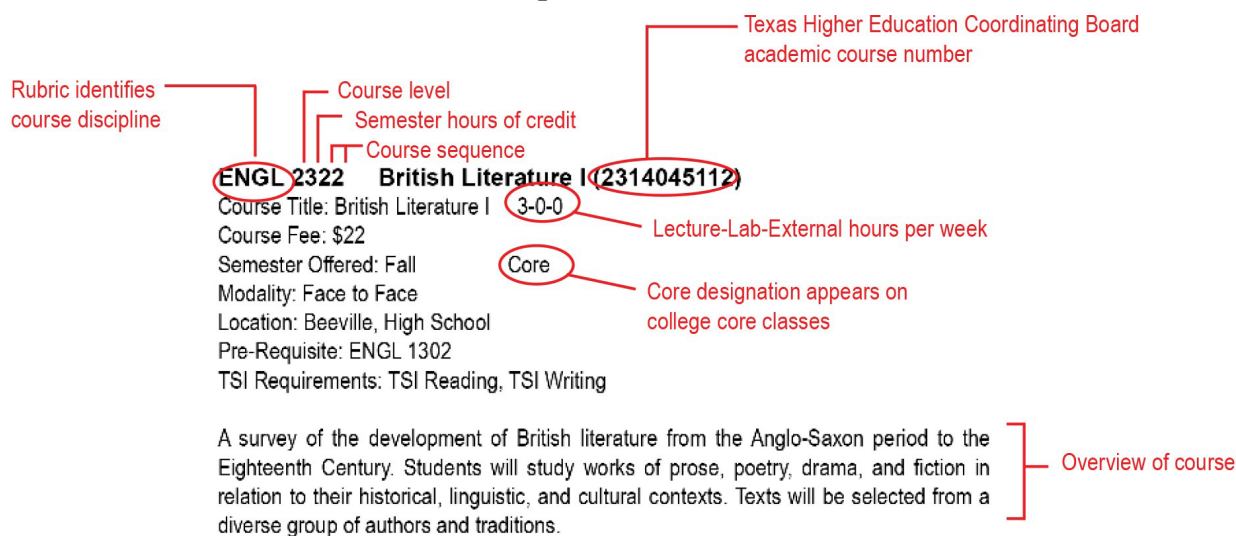 Texas Higher Education Coordinating Board
academic course number
Rubric identifies
course discipline
Course level
Semester hours of credit
Course sequence
ENGL 2322 British Literature I (2314045112)
Course Title: British Literature I 3-0-0
Lecture-Lab-External hours per week
Course Fee: $22
Semester Offered: Fall Core
Core designation appears on
college core classes
Modality: Face to Face
Location: Beeville, High School
Pre-Requisite: ENGL 1302
TSI Requirements: TSI Reading, TSI Writing
A survey of the development of British literature from the Anglo-Saxon period to the
Eighteenth Century. Students will study works of prose, poetry, drama, and fiction in
relation to their historical, linguistic, and cultural contexts. Texts will be selected from a
diverse group of authors and traditions.
Overview of course